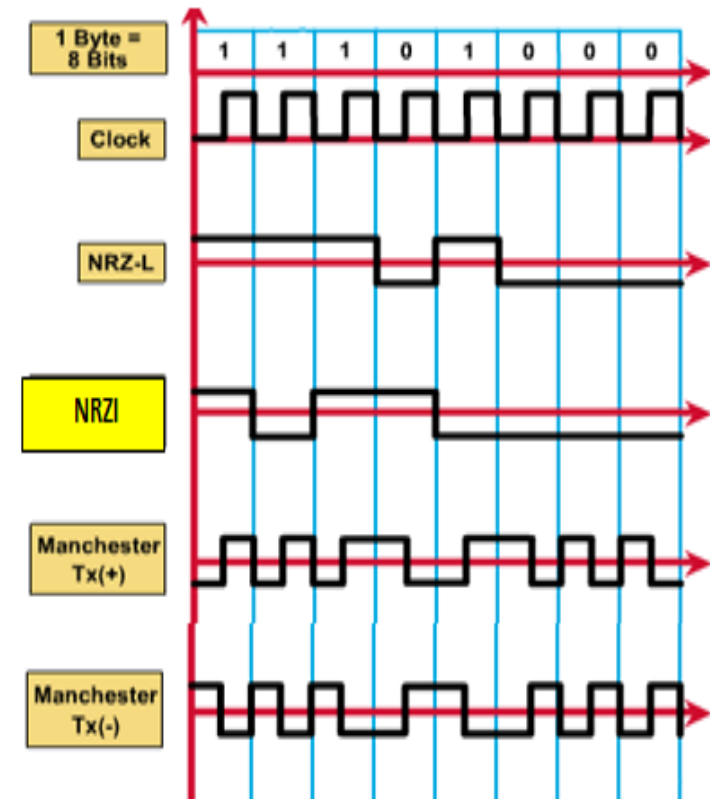 1 Byte =
8 Bits
1 1 1 0 1 0 0 0
Clock
NRZ-L
NRZI
Manchester
Tx(+)
Manchester
Tx(-)